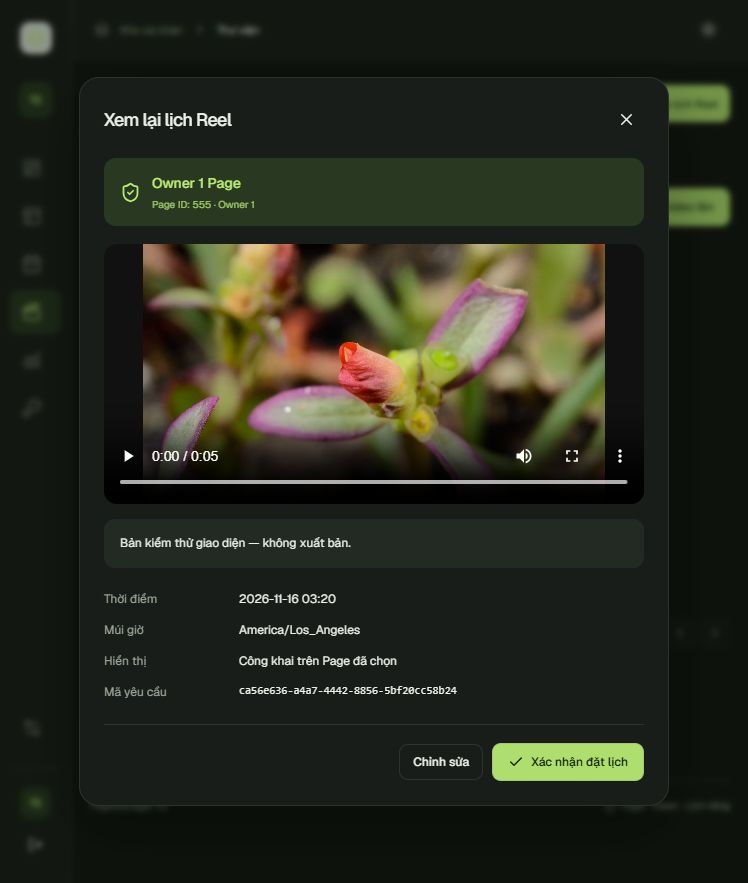 Xem lại lịch Reel
Owner 1 Page
Page ID: 555 · Owner 1
0:00 / 0:05
Bản kiểm thử giao diện — không xuất bản.
Thời điểm 2026-11-16 03:20
Múi giờ America/Los_Angeles
Hiển thị Công khai trên Page đã chọn
Mã yêu cầu ca56e636-a4a7-4442-8856-5bf20cc58b24
Chỉnh sửa
Xác nhận đặt lịch